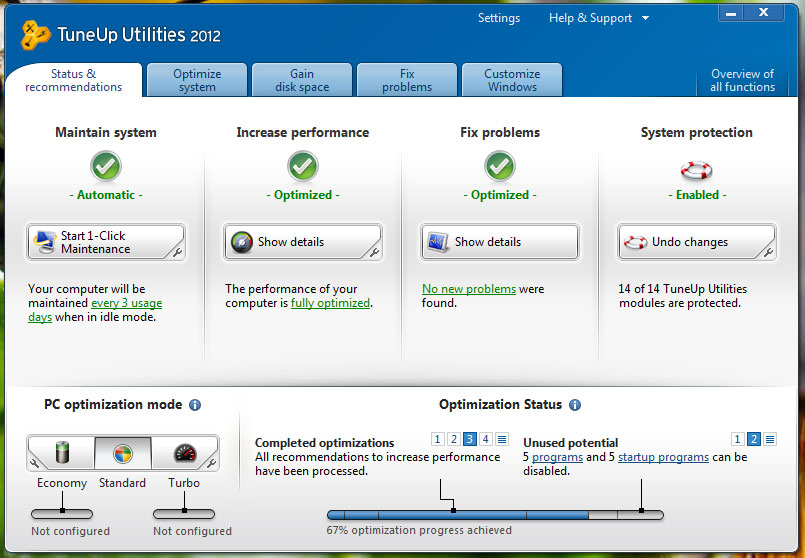 TuneUp Utilities 2012
Settings
Help & Support
Status &
recommendations
Optimize
system
Gain
disk space
Fix
problems
Customize
Windows
Overview of
all functions
Maintain system
- Automatic -
Start 1-Click
Maintenance
Your computer will be
maintained every 3 usage
days when in idle mode.
Increase performance
- Optimized -
Show details
The performance of your
computer is fully optimized.
Fix problems
- Optimized -
Show details
No new problems were
found.
System protection
- Enabled -
Undo changes
14 of 14 TuneUp Utilities
modules are protected.
PC optimization mode
Economy
Standard
Turbo
Not configured
Not configured
Optimization Status
Completed optimizations
1 2 3 4
All recommendations to increase performance
have been processed.
Unused potential
1 2
5 programs and 5 startup programs can be
disabled.
67% optimization progress achieved